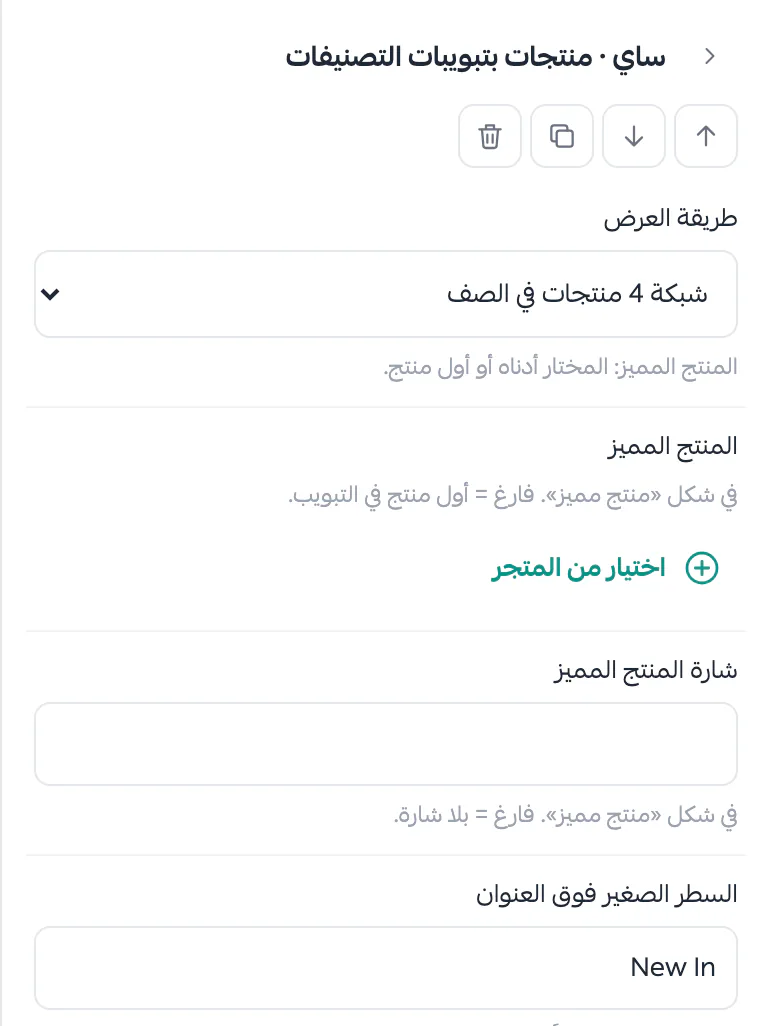 ساي · منتجات بتبويبات التصنيفات
طريقة العرض
شبكة 4 منتجات في الصف
المنتج المميز: المختار أدناه أو أول منتج.
المنتج المميز
في شكل «منتج مميز». فارغ = أول منتج في التبويب.
اختيار من المتجر
شارة المنتج المميز
في شكل «منتج مميز». فارغ = بلا شارة.
السطر الصغير فوق العنوان
New In